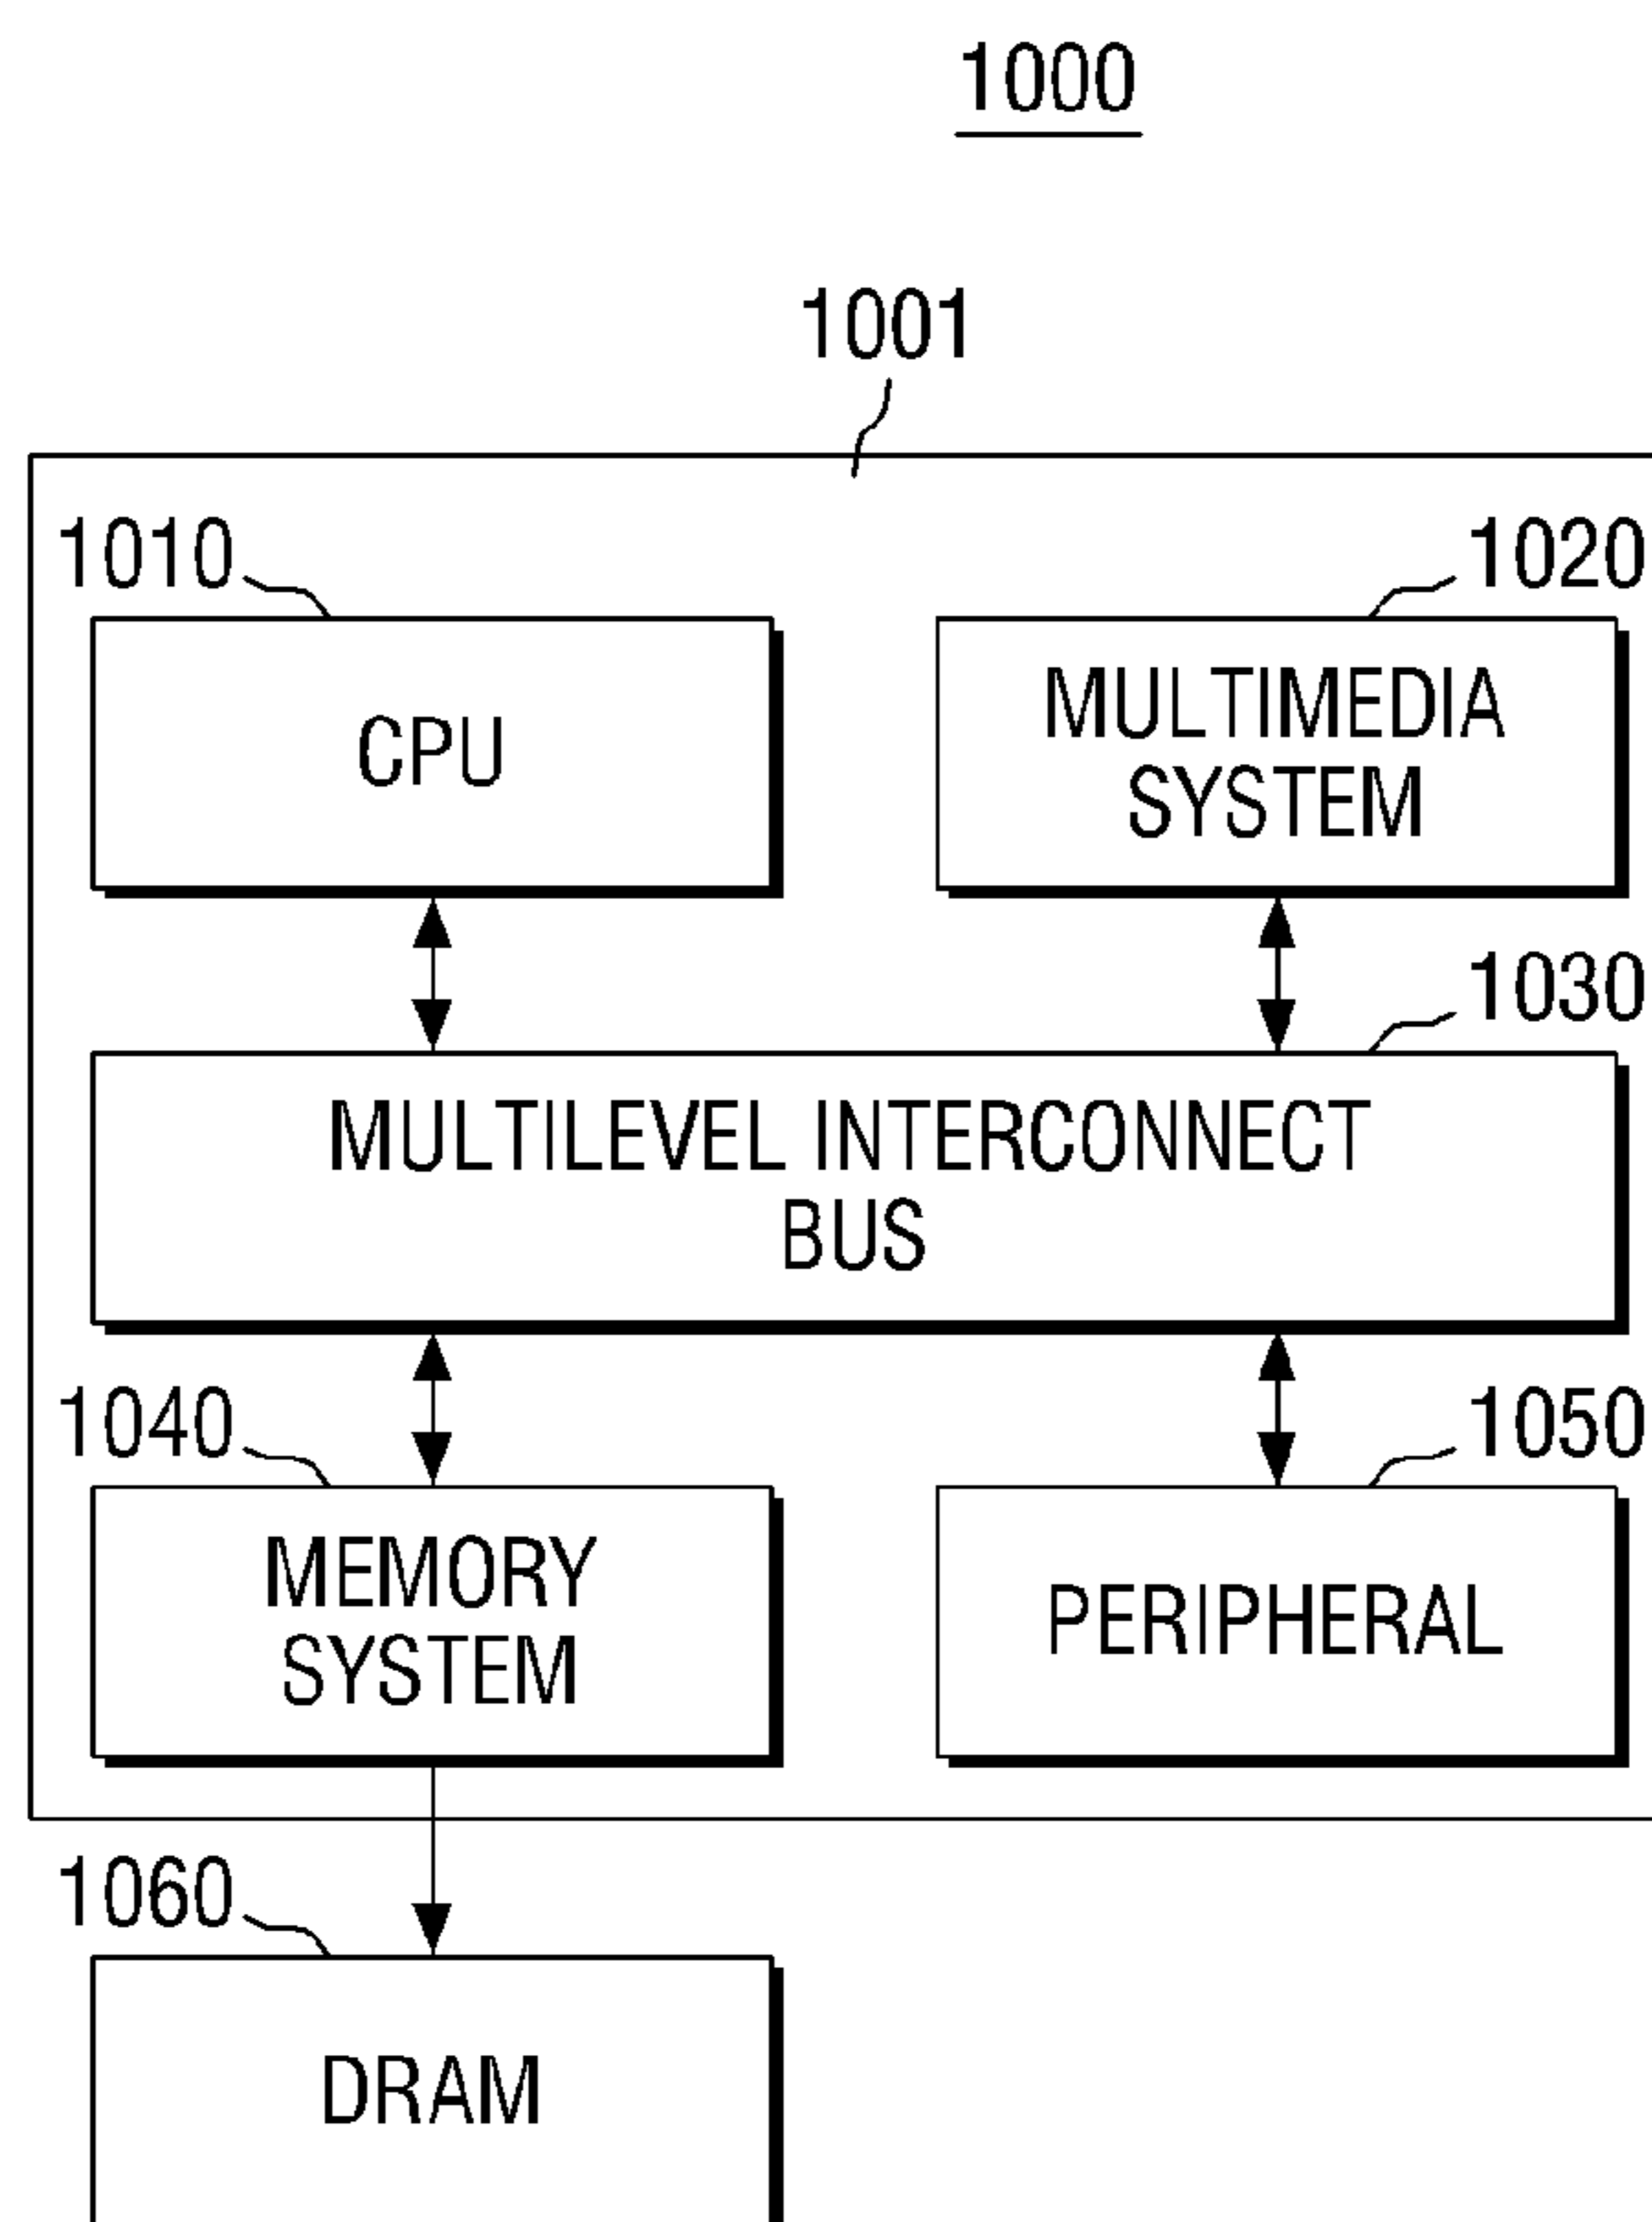 1000
1001
1010
1020
CPU
MULTIMEDIA
SYSTEM
1030
MULTILEVEL INTERCONNECT
BUS
1040
1050
MEMORY
SYSTEM
PERIPHERAL
1060
DRAM